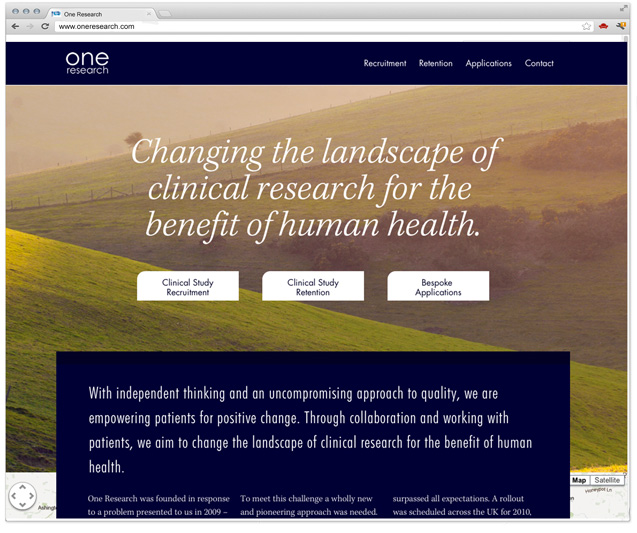 One Research
www.oneresearch.com
one
research
Recruitment Retention Applications Contact
Changing the landscape of
clinical research for the
benefit of human health.
Clinical Study
Recruitment
Clinical Study
Retention
Bespoke
Applications
With independent thinking and an uncompromising approach to quality, we are
empowering patients for positive change. Through collaboration and working with
patients, we aim to change the landscape of clinical research for the benefit of human
health.
One Research was founded in response
to a problem presented to us in 2009 –
To meet this challenge a wholly new
and pioneering approach was needed.
surpassed all expectations. A rollout
was scheduled across the UK for 2010,
Map Satellite
Honeypot Ln